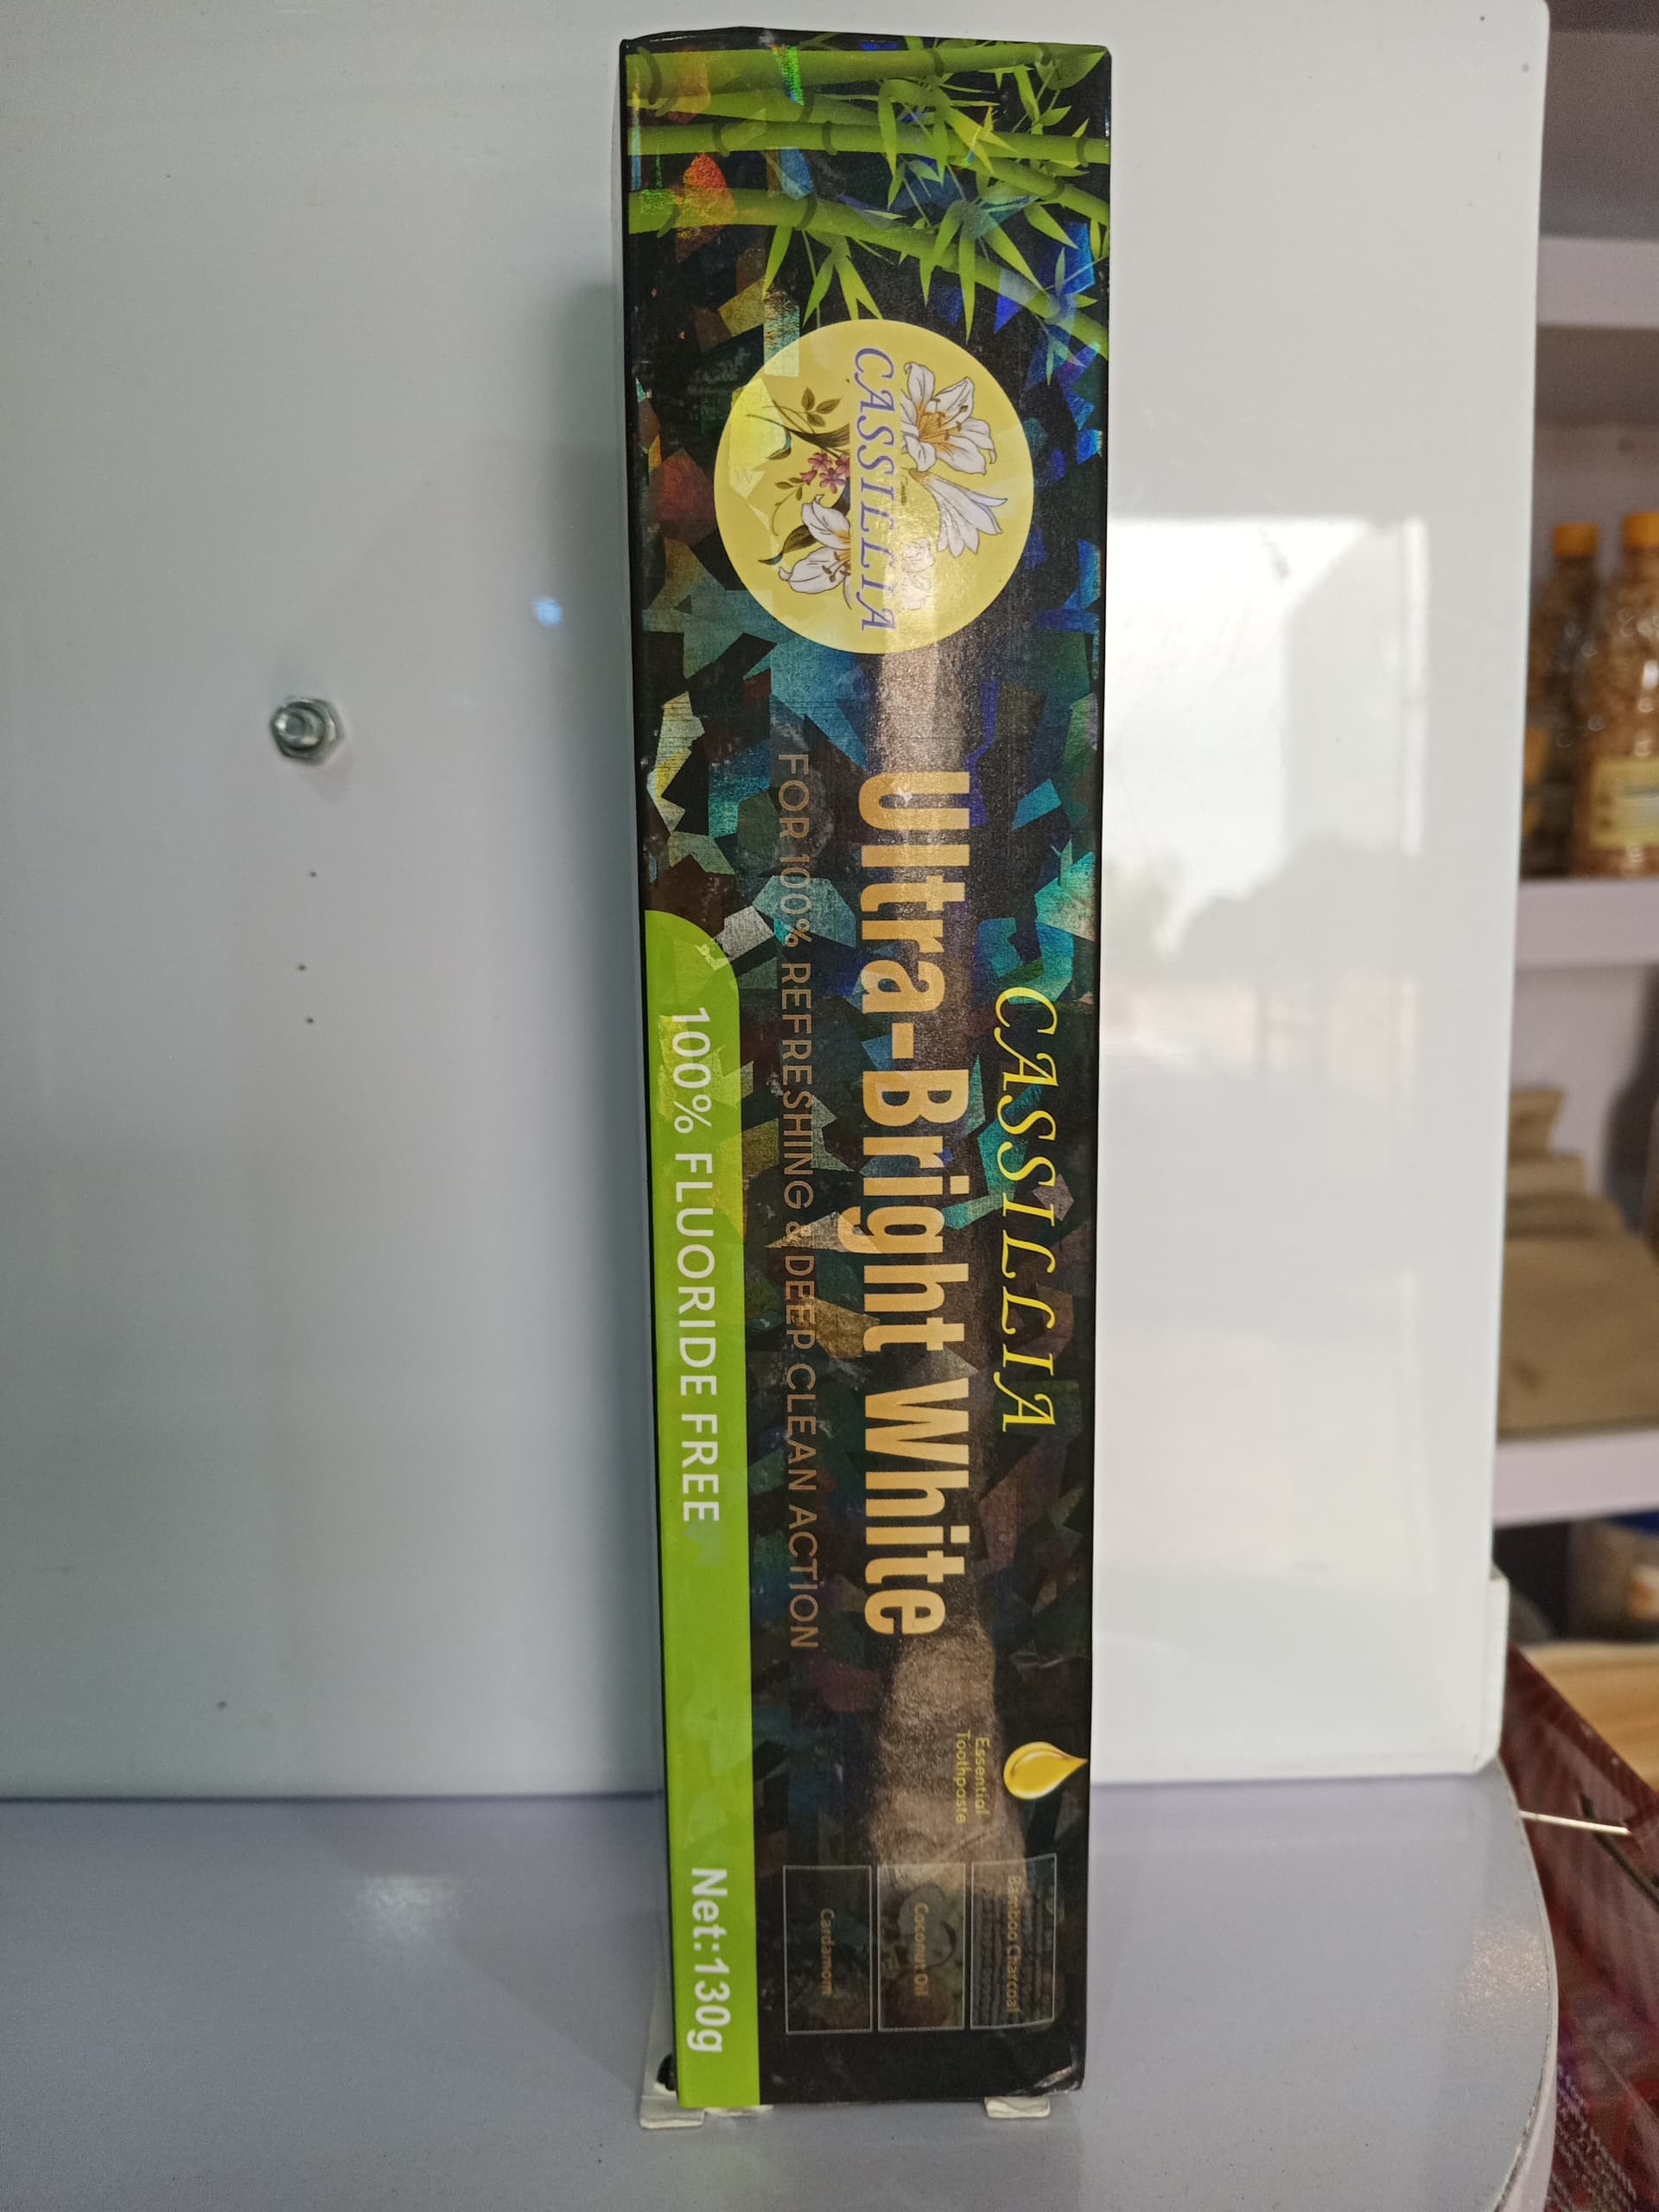 CASSILLIA
CASSILLIA
Ultra-Bright White
FOR 100% REFRESHING & DEEP CLEAN ACTION
100% FLUORIDE FREE
Essential
Toothpaste
Bamboo Charcoal
Coconut Oil
Cardamom
Net:130g